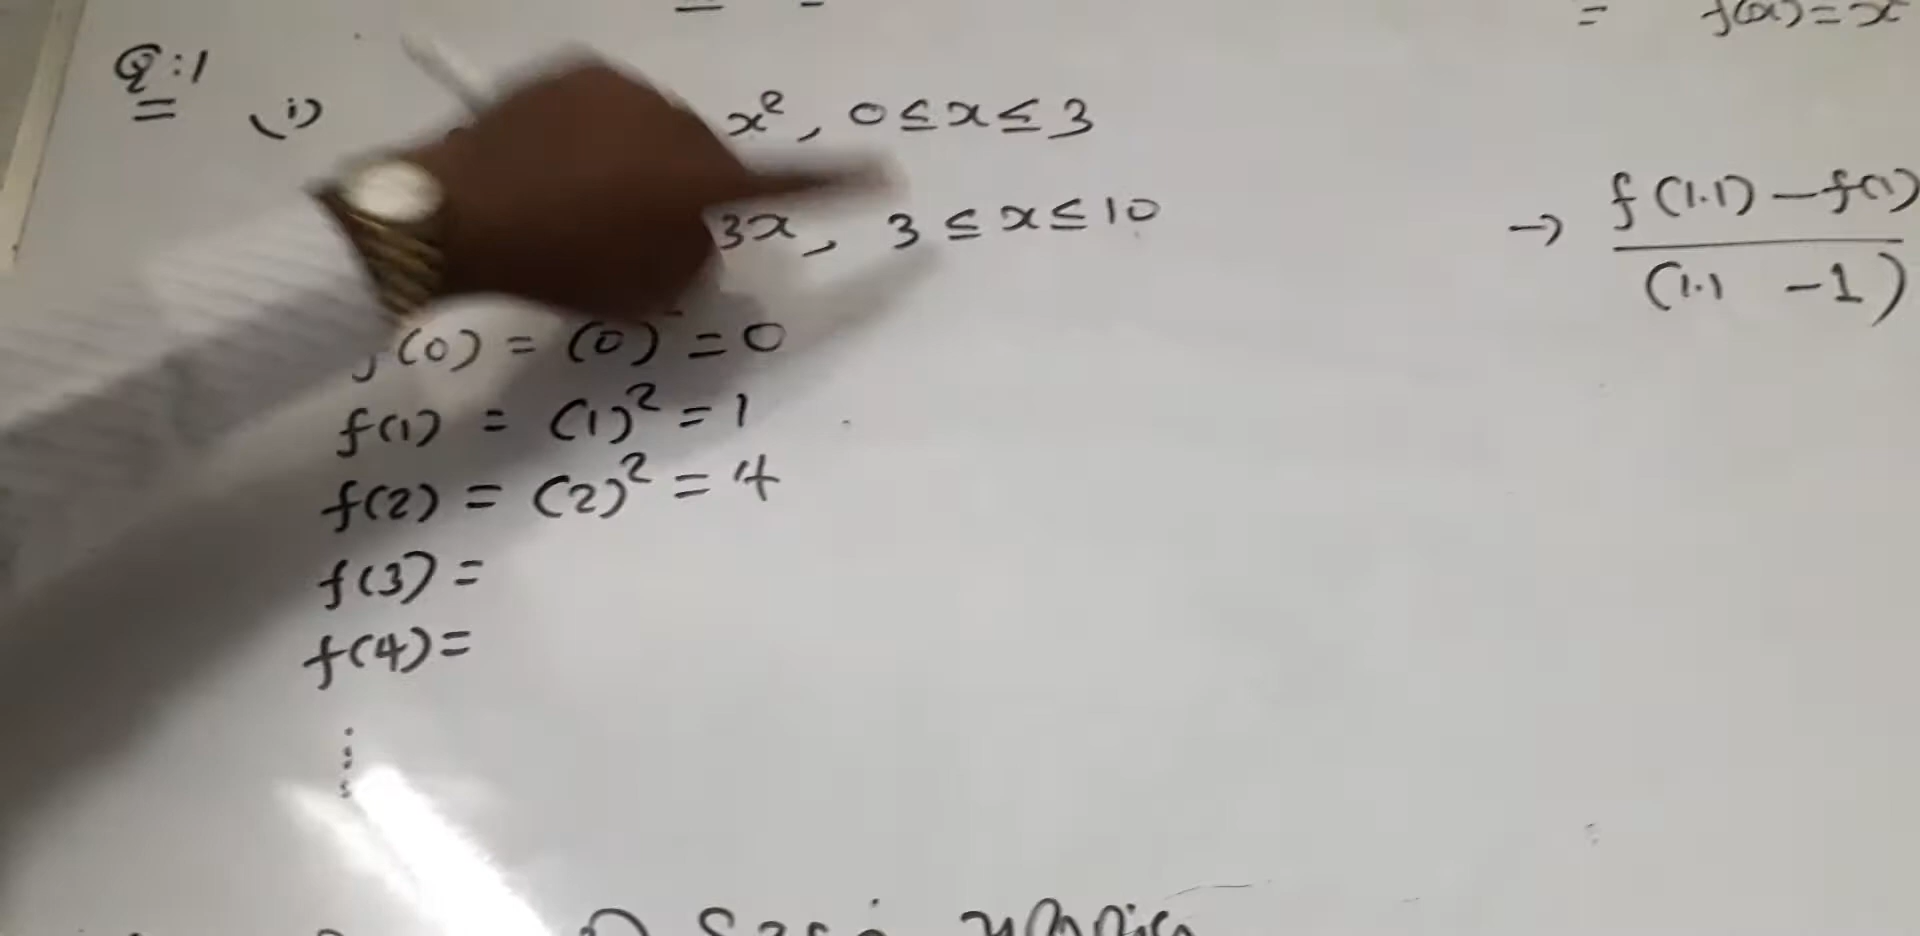 = f(x) = x
Q:1
(i) x², 0 ≤ x ≤ 3
3x, 3 ≤ x ≤ 10
f(0) = (0) = 0
f(1) = (1)² = 1
f(2) = (2)² = 4
f(3) =
f(4) =
→ f(1.1) – f(1)
(1.1 – 1)